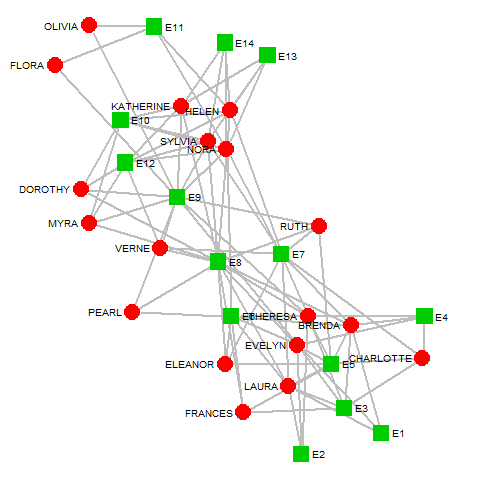 OLIVIA
E11
E14
E13
FLORA
KATHERINE
HELEN
E10
SYLVIA
NORA
E12
DOROTHY
E9
MYRA
RUTH
VERNE
E7
E8
PEARL
THERESA
E4
BRENDA
EVELYN
ELEANOR
E5
CHARLOTTE
LAURA
FRANCES
E3
E1
E2